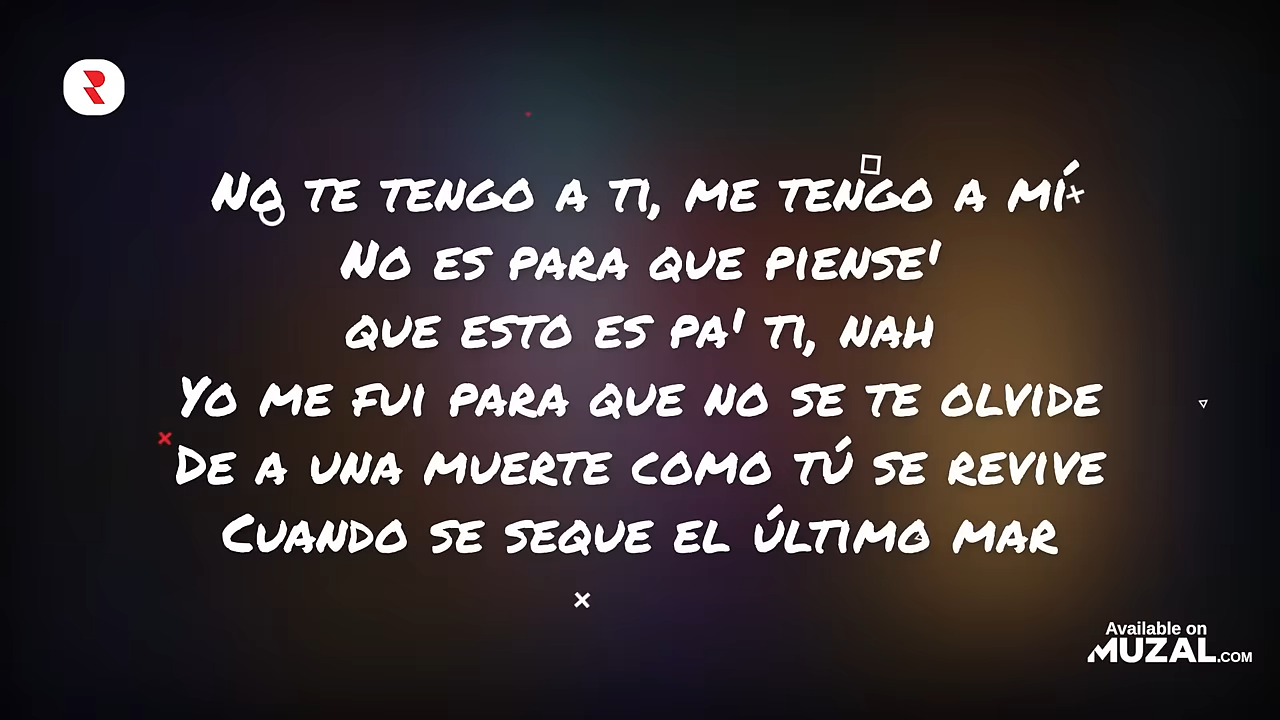 No te tengo a ti, me tengo a mí
No es para que piense'
que esto es pa' ti, nah
Yo me fui para que no se te olvide
De a una muerte como tú se revive
Cuando se seque el último mar
Available on
MUZAL.COM